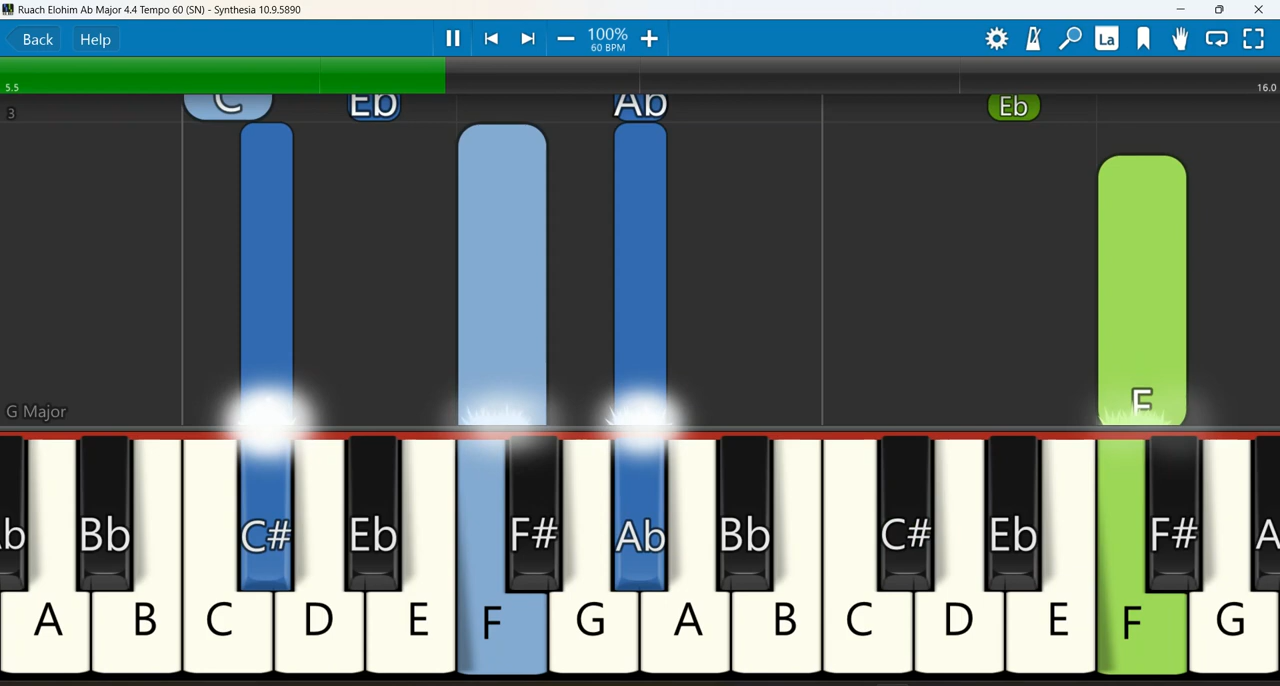 Ruach Elohim Ab Major 4.4 Tempo 60 (SN) - Synthesia 10.9.5890
Back Help 100% La
60 BPM
5.5 16.0
C Eb Ab Eb
3
F
G Major
Bb C# Eb F# Ab Bb C# Eb F#
A B C D E F G A B C D E F G